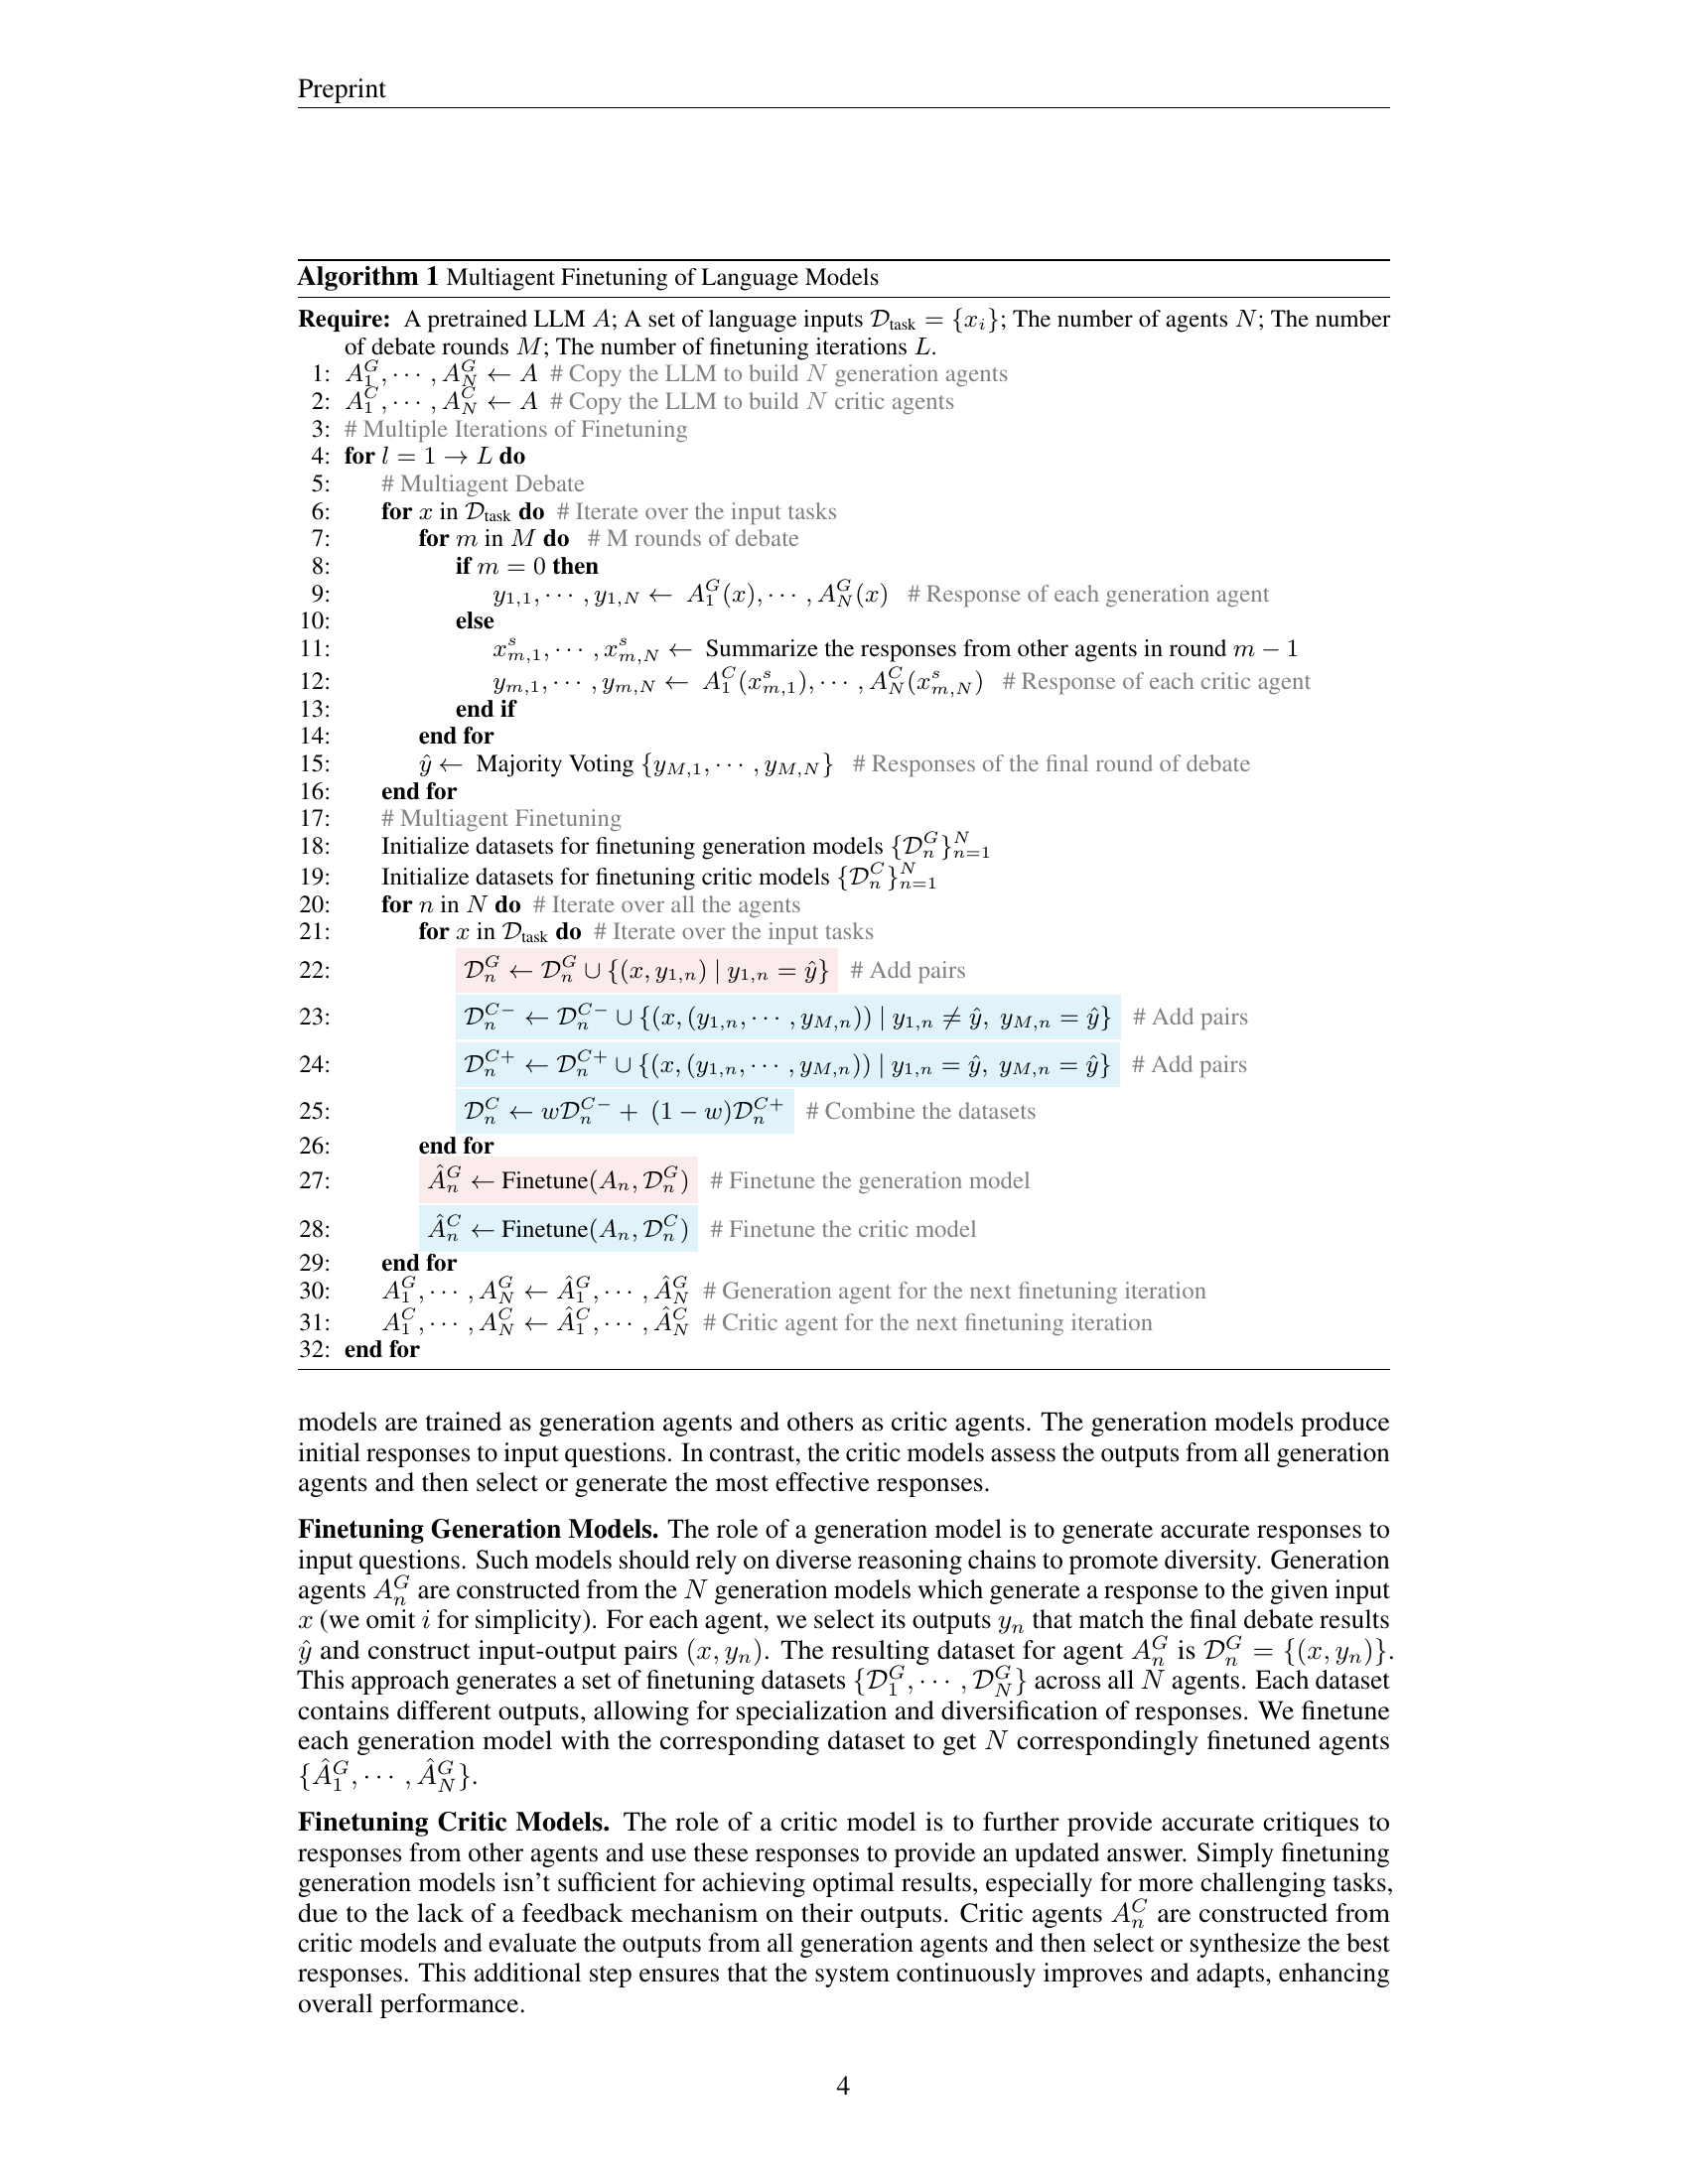 Preprint
Algorithm 1 Multiagent Finetuning of Language Models
Require: A pretrained LLM $A$; A set of language inputs $\mathcal{D}_{\text{task}} = \{x_i\}$; The number of agents $N$; The number
of debate rounds $M$; The number of finetuning iterations $L$.
1: $A_1^G, \cdots, A_N^G \leftarrow A$ # Copy the LLM to build $N$ generation agents
2: $A_1^C, \cdots, A_N^C \leftarrow A$ # Copy the LLM to build $N$ critic agents
3: # Multiple Iterations of Finetuning
4: for $l = 1 \rightarrow L$ do
5: # Multiagent Debate
6: for $x$ in $\mathcal{D}_{\text{task}}$ do # Iterate over the input tasks
7: for $m$ in $M$ do # M rounds of debate
8: if $m = 0$ then
9: $y_{1,1}, \cdots, y_{1,N} \leftarrow A_1^G(x), \cdots, A_N^G(x)$ # Response of each generation agent
10: else
11: $x_{m,1}^s, \cdots, x_{m,N}^s \leftarrow$ Summarize the responses from other agents in round $m - 1$
12: $y_{m,1}, \cdots, y_{m,N} \leftarrow A_1^C(x_{m,1}^s), \cdots, A_N^C(x_{m,N}^s)$ # Response of each critic agent
13: end if
14: end for
15: $\hat{y} \leftarrow$ Majority Voting $\{y_{M,1}, \cdots, y_{M,N}\}$ # Responses of the final round of debate
16: end for
17: # Multiagent Finetuning
18: Initialize datasets for finetuning generation models $\{\mathcal{D}_n^G\}_{n=1}^N$
19: Initialize datasets for finetuning critic models $\{\mathcal{D}_n^C\}_{n=1}^N$
20: for $n$ in $N$ do # Iterate over all the agents
21: for $x$ in $\mathcal{D}_{\text{task}}$ do # Iterate over the input tasks
22: $\mathcal{D}_n^G \leftarrow \mathcal{D}_n^G \cup \{(x, y_{1,n}) \mid y_{1,n} = \hat{y}\}$ # Add pairs
23: $\mathcal{D}_n^{C-} \leftarrow \mathcal{D}_n^{C-} \cup \{(x, (y_{1,n}, \cdots, y_{M,n})) \mid y_{1,n} \neq \hat{y}, y_{M,n} = \hat{y}\}$ # Add pairs
24: $\mathcal{D}_n^{C+} \leftarrow \mathcal{D}_n^{C+} \cup \{(x, (y_{1,n}, \cdots, y_{M,n})) \mid y_{1,n} = \hat{y}, y_{M,n} = \hat{y}\}$ # Add pairs
25: $\mathcal{D}_n^C \leftarrow w\mathcal{D}_n^{C-} + (1 - w)\mathcal{D}_n^{C+}$ # Combine the datasets
26: end for
27: $\hat{A}_n^G \leftarrow \text{Finetune}(A_n, \mathcal{D}_n^G)$ # Finetune the generation model
28: $\hat{A}_n^C \leftarrow \text{Finetune}(A_n, \mathcal{D}_n^C)$ # Finetune the critic model
29: end for
30: $A_1^G, \cdots, A_N^G \leftarrow \hat{A}_1^G, \cdots, \hat{A}_N^G$ # Generation agent for the next finetuning iteration
31: $A_1^C, \cdots, A_N^C \leftarrow \hat{A}_1^C, \cdots, \hat{A}_N^C$ # Critic agent for the next finetuning iteration
32: end for
models are trained as generation agents and others as critic agents. The generation models produce
initial responses to input questions. In contrast, the critic models assess the outputs from all generation
agents and then select or generate the most effective responses.
Finetuning Generation Models. The role of a generation model is to generate accurate responses to
input questions. Such models should rely on diverse reasoning chains to promote diversity. Generation
agents $A_n^G$ are constructed from the $N$ generation models which generate a response to the given input
$x$ (we omit $i$ for simplicity). For each agent, we select its outputs $y_n$ that match the final debate results
$\hat{y}$ and construct input-output pairs $(x, y_n)$. The resulting dataset for agent $A_n^G$ is $\mathcal{D}_n^G = \{(x, y_n)\}$.
This approach generates a set of finetuning datasets $\{\mathcal{D}_1^G, \cdots, \mathcal{D}_N^G\}$ across all $N$ agents. Each dataset
contains different outputs, allowing for specialization and diversification of responses. We finetune
each generation model with the corresponding dataset to get $N$ correspondingly finetuned agents
$\{\hat{A}_1^G, \cdots, \hat{A}_N^G\}$.
Finetuning Critic Models. The role of a critic model is to further provide accurate critiques to
responses from other agents and use these responses to provide an updated answer. Simply finetuning
generation models isn't sufficient for achieving optimal results, especially for more challenging tasks,
due to the lack of a feedback mechanism on their outputs. Critic agents $A_n^C$ are constructed from
critic models and evaluate the outputs from all generation agents and then select or synthesize the best
responses. This additional step ensures that the system continuously improves and adapts, enhancing
overall performance.
4